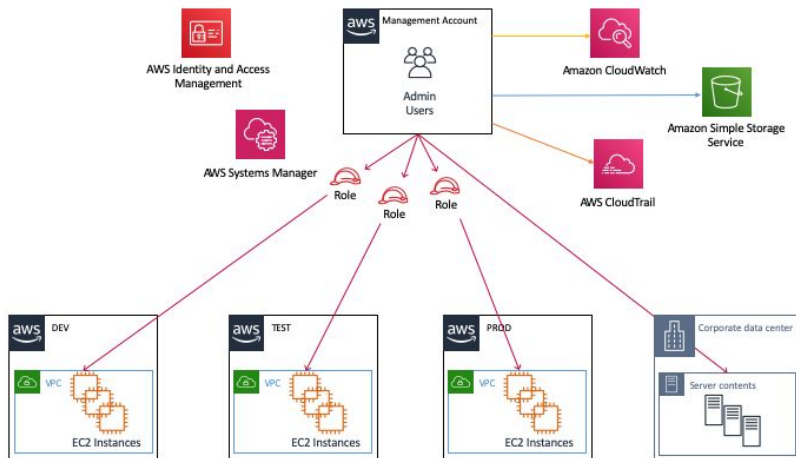 aws
Management Account
Admin
Users
AWS Identity and Access
Management
Amazon CloudWatch
Amazon Simple Storage
Service
AWS Systems Manager
AWS CloudTrail
Role
Role
Role
aws
DEV
VPC
EC2 Instances
aws
TEST
VPC
EC2 Instances
aws
PROD
VPC
EC2 Instances
Corporate data center
Server contents